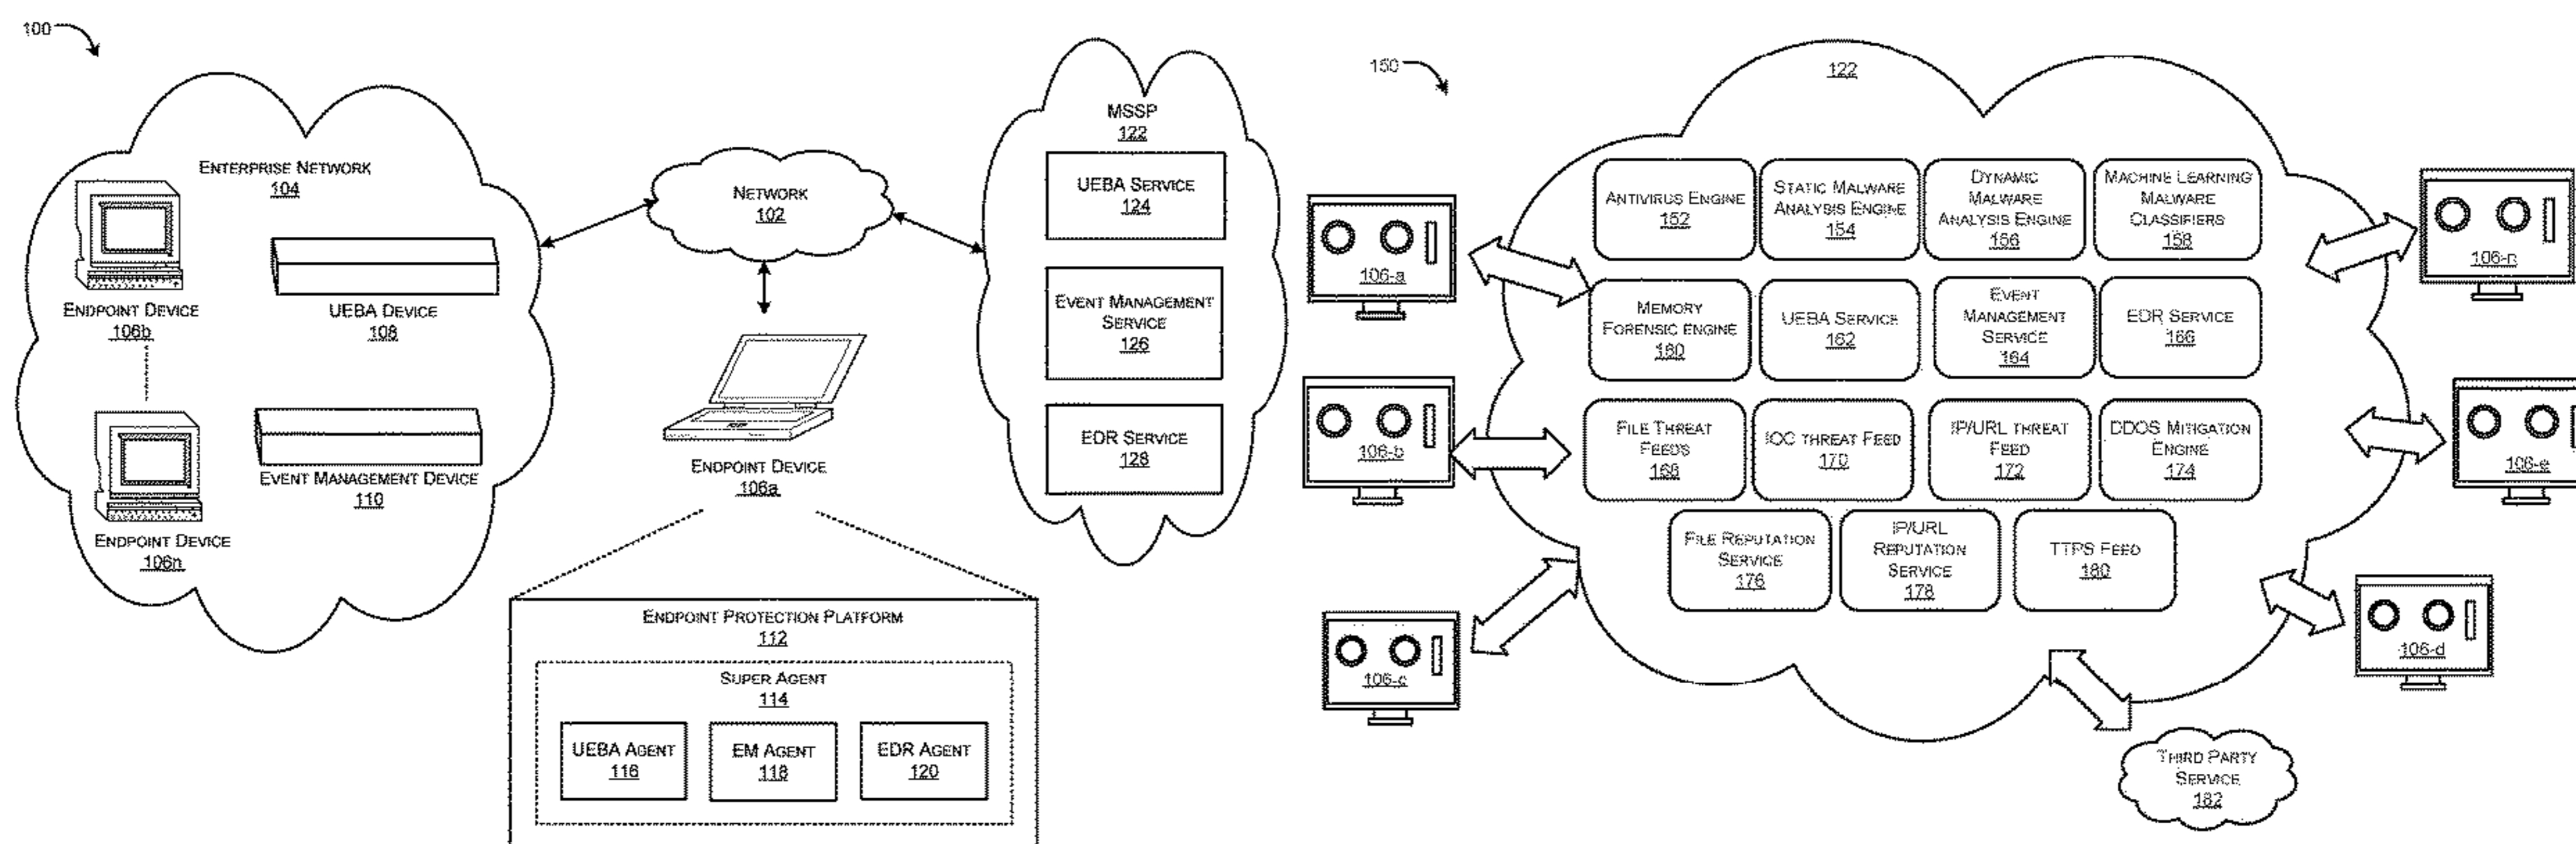 100
ENTERPRISE NETWORK
104
ENDPOINT DEVICE
106b
UEBA DEVICE
108
ENDPOINT DEVICE
106n
EVENT MANAGEMENT DEVICE
110
NETWORK
102
ENDPOINT DEVICE
106a
ENDPOINT PROTECTION PLATFORM
112
SUPER AGENT
114
UEBA AGENT
116
EM AGENT
118
EDR AGENT
120
MSSP
122
UEBA SERVICE
124
EVENT MANAGEMENT
SERVICE
126
EDR SERVICE
128
150
122
106-a
106-b
106-c
ANTIVIRUS ENGINE
152
STATIC MALWARE
ANALYSIS ENGINE
154
DYNAMIC
MALWARE
ANALYSIS ENGINE
156
MACHINE LEARNING
MALWARE
CLASSIFIERS
158
MEMORY
FORENSIC ENGINE
160
UEBA SERVICE
162
EVENT
MANAGEMENT
SERVICE
164
EDR SERVICE
166
FILE THREAT
FEEDS
168
IOC THREAT FEED
170
IP/URL THREAT
FEED
172
DDOS MITIGATION
ENGINE
174
FILE REPUTATION
SERVICE
176
IP/URL
REPUTATION
SERVICE
178
TTPS FEED
180
106-n
106-e
106-d
THIRD PARTY
SERVICE
182